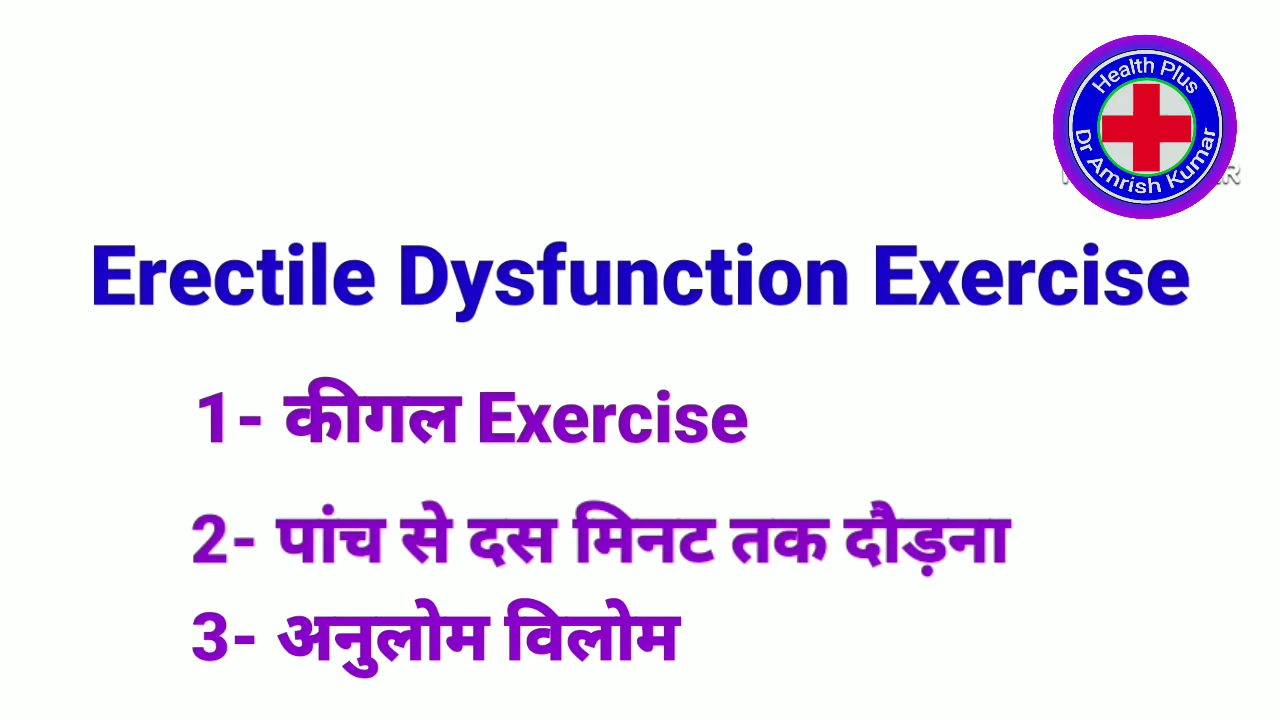 Health Plus
Dr Amrish Kumar
Erectile Dysfunction Exercise
1- कीगल Exercise
2- पांच से दस मिनट तक दौड़ना
3- अनुलोम विलोम